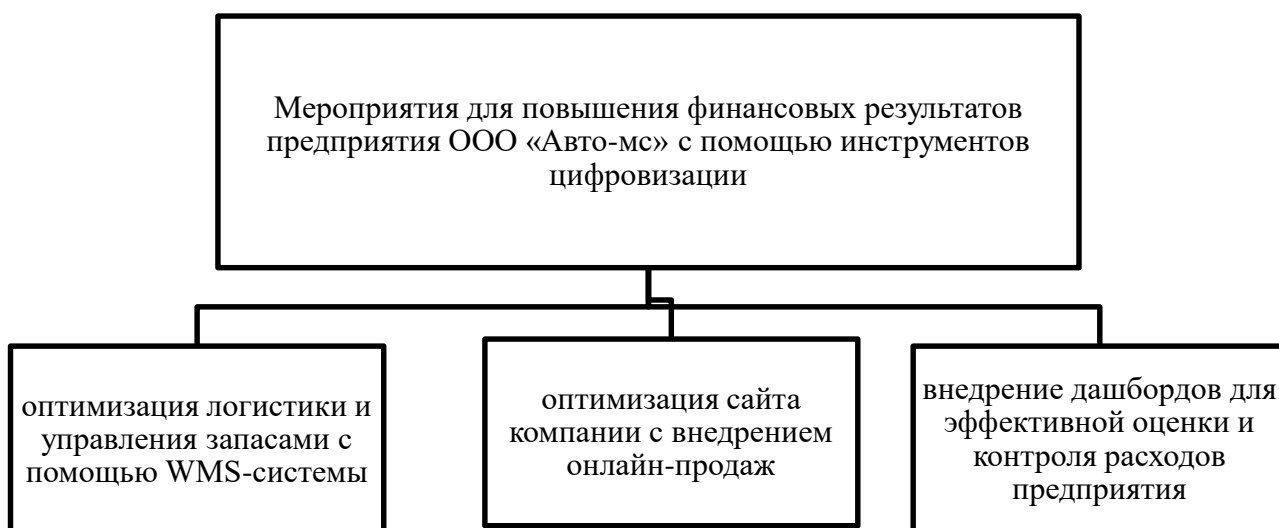 Мероприятия для повышения финансовых результатов
предприятия ООО «Авто-мс» с помощью инструментов
цифровизации
оптимизация логистики и
управления запасами с
помощью WMS-системы
оптимизация сайта
компании с внедрением
онлайн-продаж
внедрение дашбордов для
эффективной оценки и
контроля расходов
предприятия